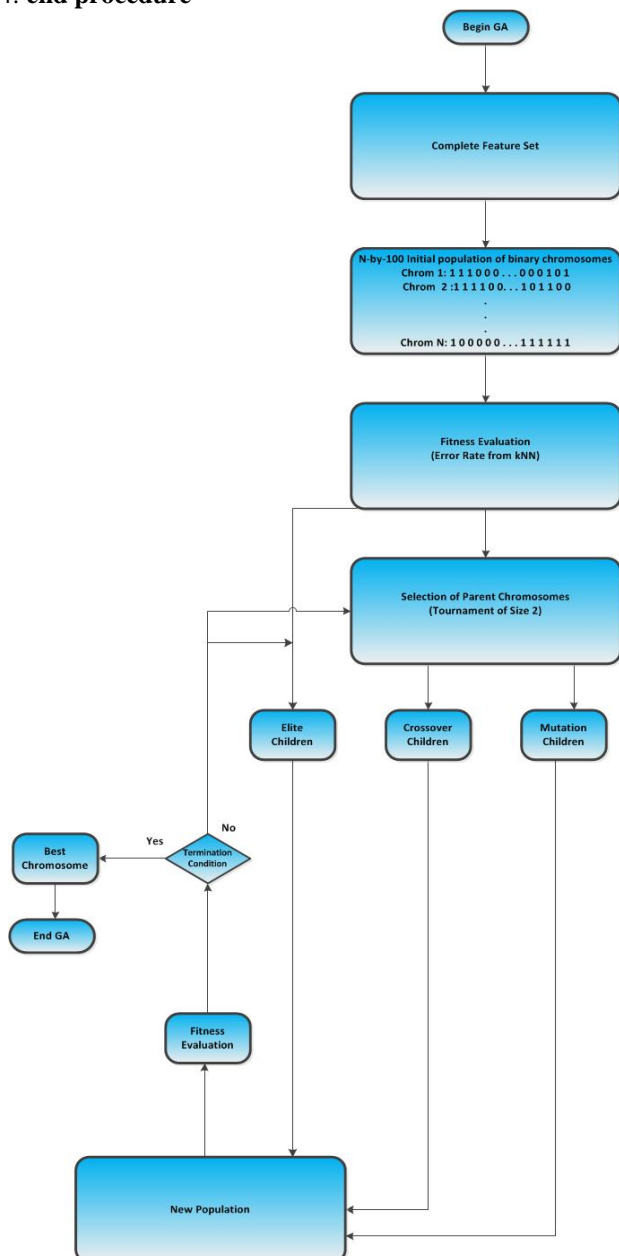 4. end procedure
Begin GA
Complete Feature Set
N-by-100 Initial population of binary chromosomes
Chrom 1: 1 1 1 0 0 0 . . . 0 0 0 1 0 1
Chrom 2 :1 1 1 1 0 0. . . 1 0 1 1 0 0
.
.
.
Chrom N: 1 0 0 0 0 0 . . . 1 1 1 1 1 1
Fitness Evaluation
(Error Rate from kNN)
Selection of Parent Chromosomes
(Tournament of Size 2)
Elite
Children
Crossover
Children
Mutation
Children
No
Yes
Termination
Condition
Best
Chromosome
End GA
Fitness
Evaluation
New Population